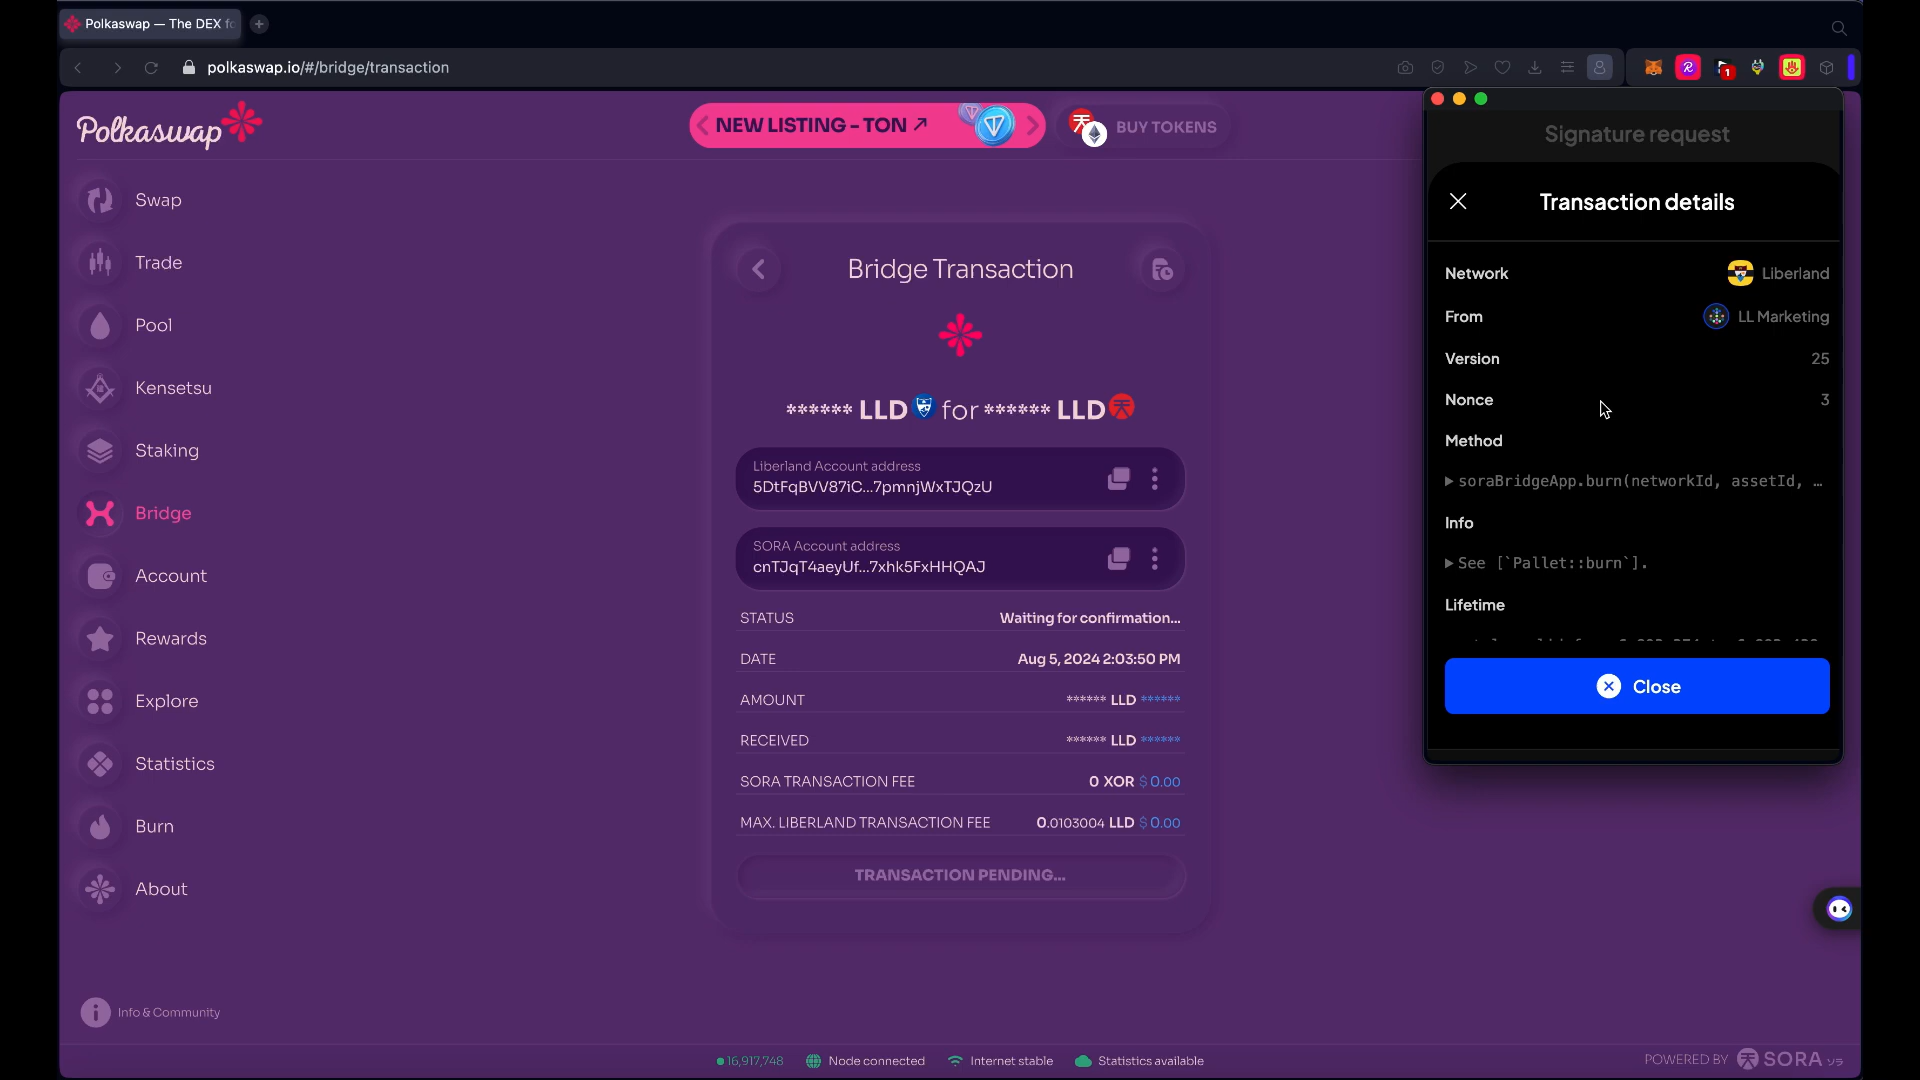 Polkaswap — The DEX fo
polkaswap.io/#/bridge/transaction
1
Polkaswap
NEW LISTING - TON ↗
BUY TOKENS
Swap
Trade
Pool
Kensetsu
Staking
Bridge
Account
Rewards
Explore
Statistics
Burn
About
Info & Community
Bridge Transaction
****** LLD for ****** LLD
Liberland Account address
5DtFqBVV87iC...7pmnjWxTJQzU
SORA Account address
cnTJqT4aeyUf...7xhk5FxHHQAJ
STATUS Waiting for confirmation...
DATE Aug 5, 2024 2:03:50 PM
AMOUNT ****** LLD ******
RECEIVED ****** LLD ******
SORA TRANSACTION FEE 0 XOR $ 0.00
MAX. LIBERLAND TRANSACTION FEE 0.0103004 LLD $ 0.00
TRANSACTION PENDING...
Signature request
Transaction details
Network Liberland
From LL Marketing
Version 25
Nonce 3
Method
soraBridgeApp.burn(networkId, assetId, …
Info
See [`Pallet::burn`].
Lifetime
Close
16,917,748 Node connected Internet stable Statistics available
POWERED BY SORA ソラ